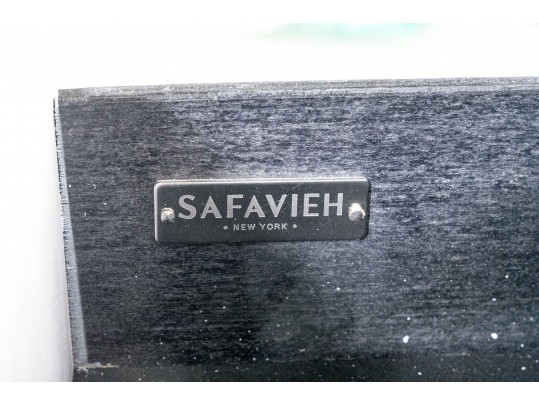 SAFAVIEH
• NEW YORK •